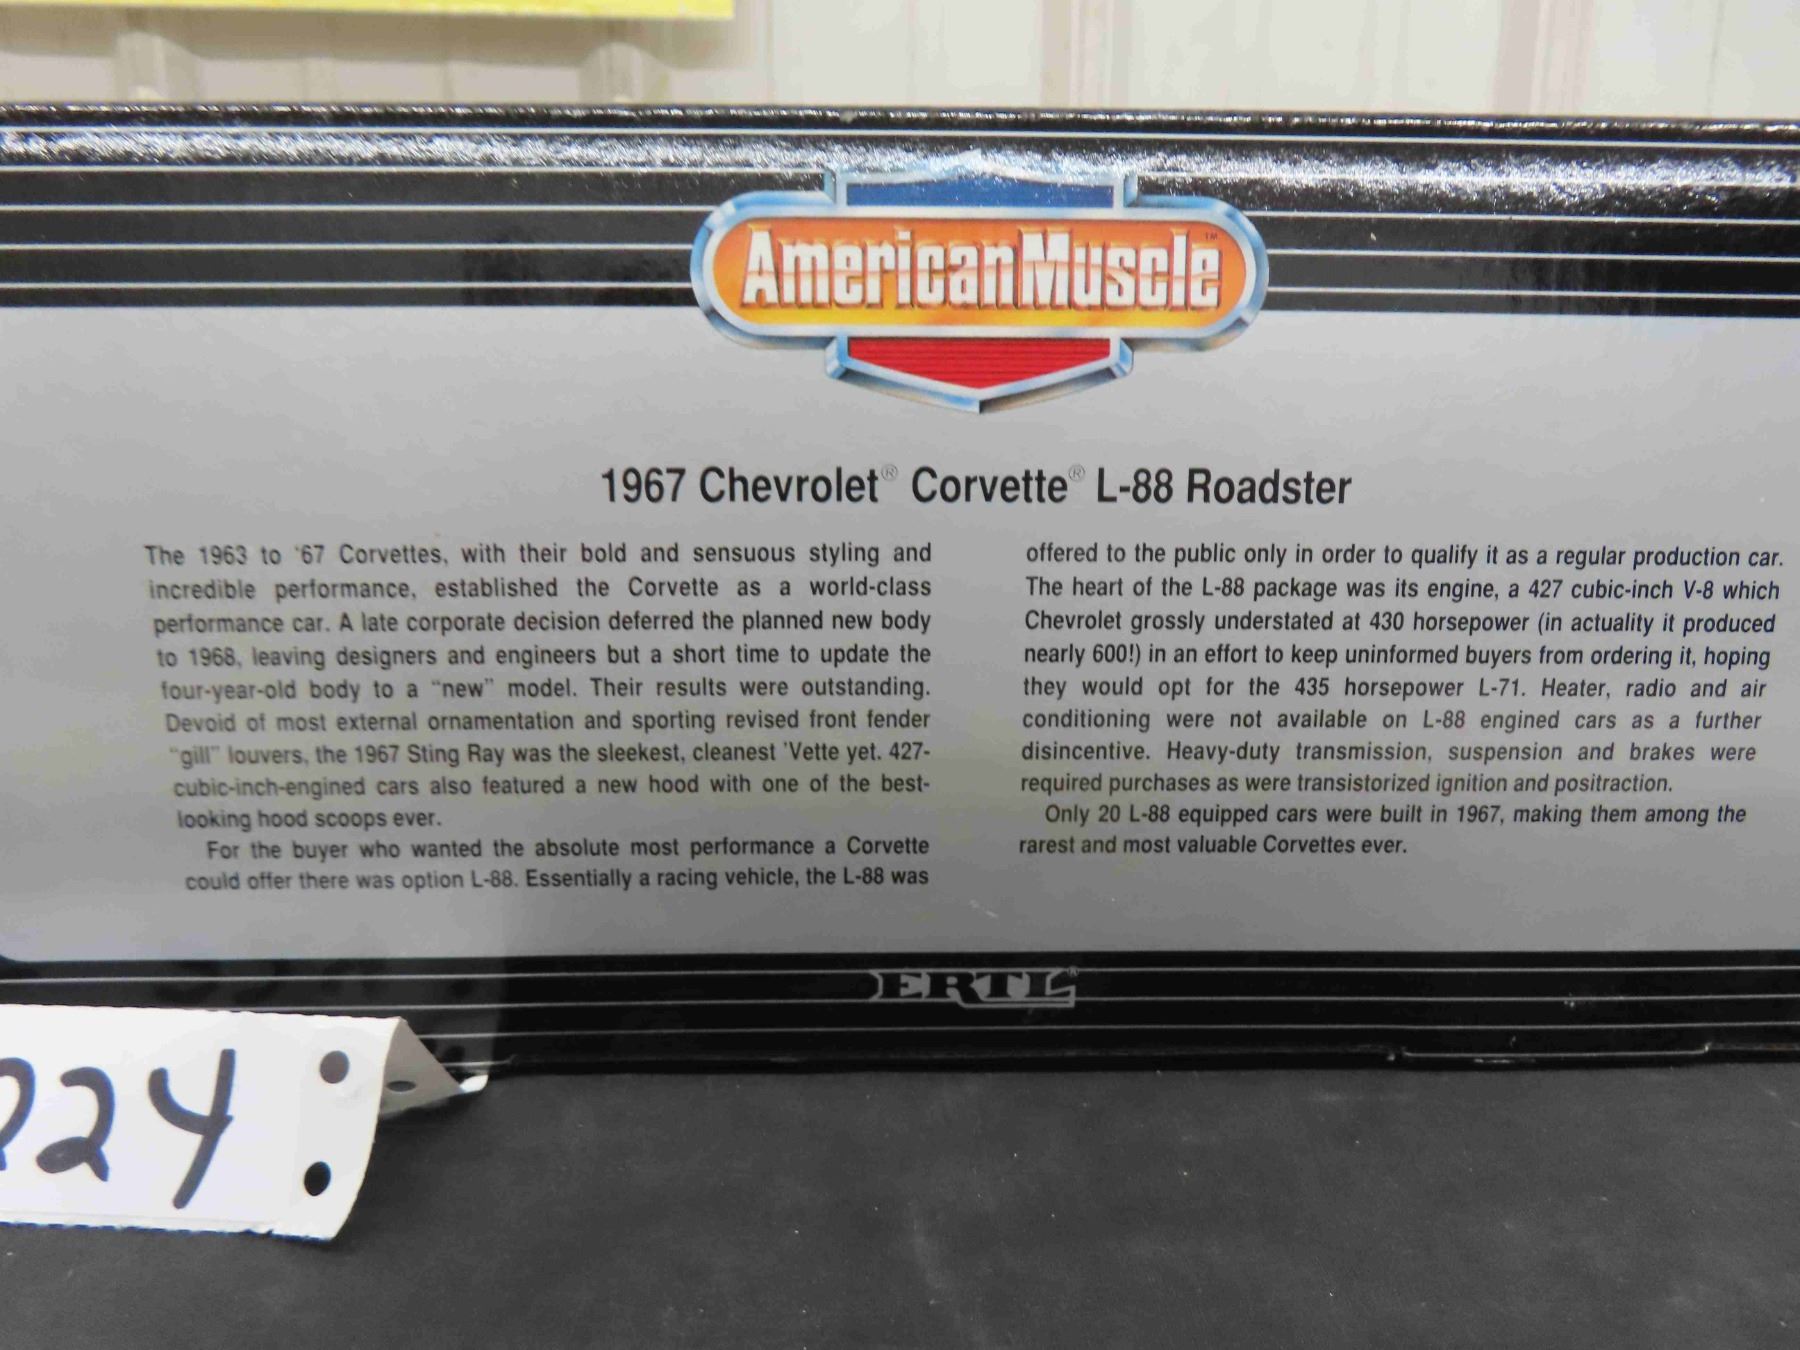 AmericanMuscle™
1967 Chevrolet® Corvette® L-88 Roadster
The 1963 to '67 Corvettes, with their bold and sensuous styling and
incredible performance, established the Corvette as a world-class
performance car. A late corporate decision deferred the planned new body
to 1968, leaving designers and engineers but a short time to update the
four-year-old body to a "new" model. Their results were outstanding.
Devoid of most external ornamentation and sporting revised front fender
"gill" louvers, the 1967 Sting Ray was the sleekest, cleanest 'Vette yet. 427-
cubic-inch-engined cars also featured a new hood with one of the best-
looking hood scoops ever.
For the buyer who wanted the absolute most performance a Corvette
could offer there was option L-88. Essentially a racing vehicle, the L-88 was
offered to the public only in order to qualify it as a regular production car.
The heart of the L-88 package was its engine, a 427 cubic-inch V-8 which
Chevrolet grossly understated at 430 horsepower (in actuality it produced
nearly 600!) in an effort to keep uninformed buyers from ordering it, hoping
they would opt for the 435 horsepower L-71. Heater, radio and air
conditioning were not available on L-88 engined cars as a further
disincentive. Heavy-duty transmission, suspension and brakes were
required purchases as were transistorized ignition and positraction.
Only 20 L-88 equipped cars were built in 1967, making them among the
rarest and most valuable Corvettes ever.
ERTL®
224